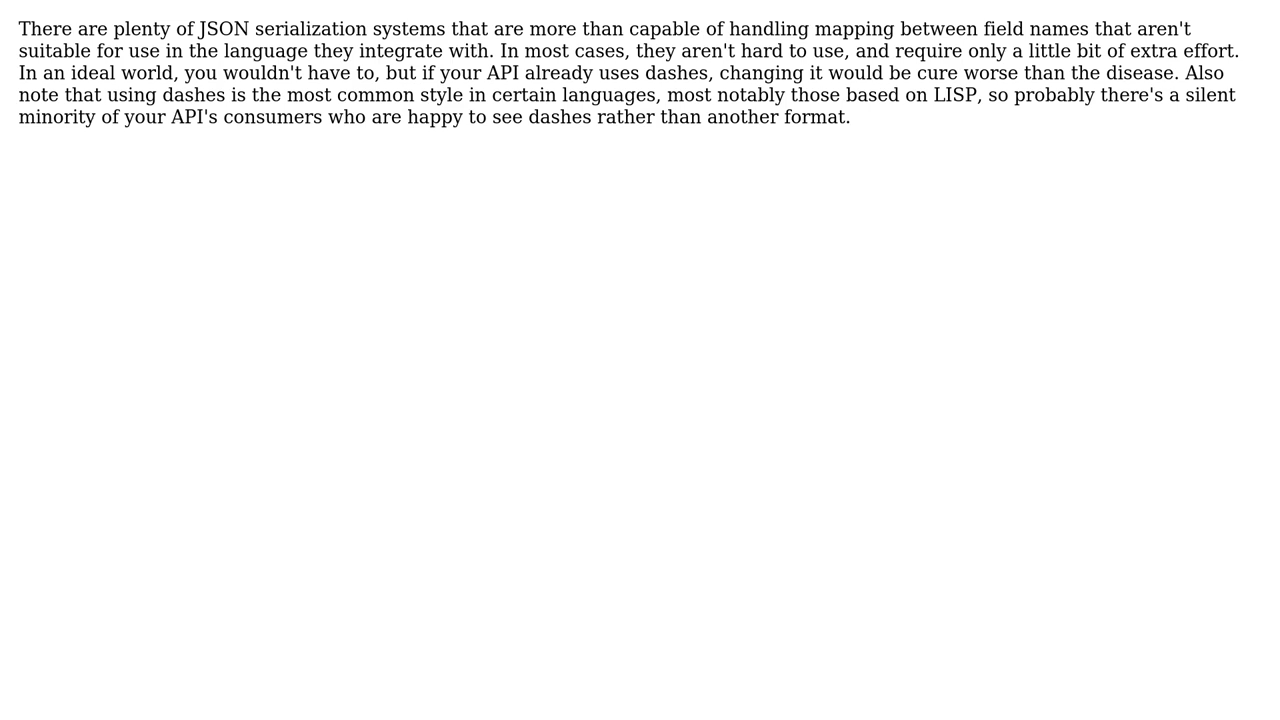 There are plenty of JSON serialization systems that are more than capable of handling mapping between field names that aren't
suitable for use in the language they integrate with. In most cases, they aren't hard to use, and require only a little bit of extra effort.
In an ideal world, you wouldn't have to, but if your API already uses dashes, changing it would be cure worse than the disease. Also
note that using dashes is the most common style in certain languages, most notably those based on LISP, so probably there's a silent
minority of your API's consumers who are happy to see dashes rather than another format.